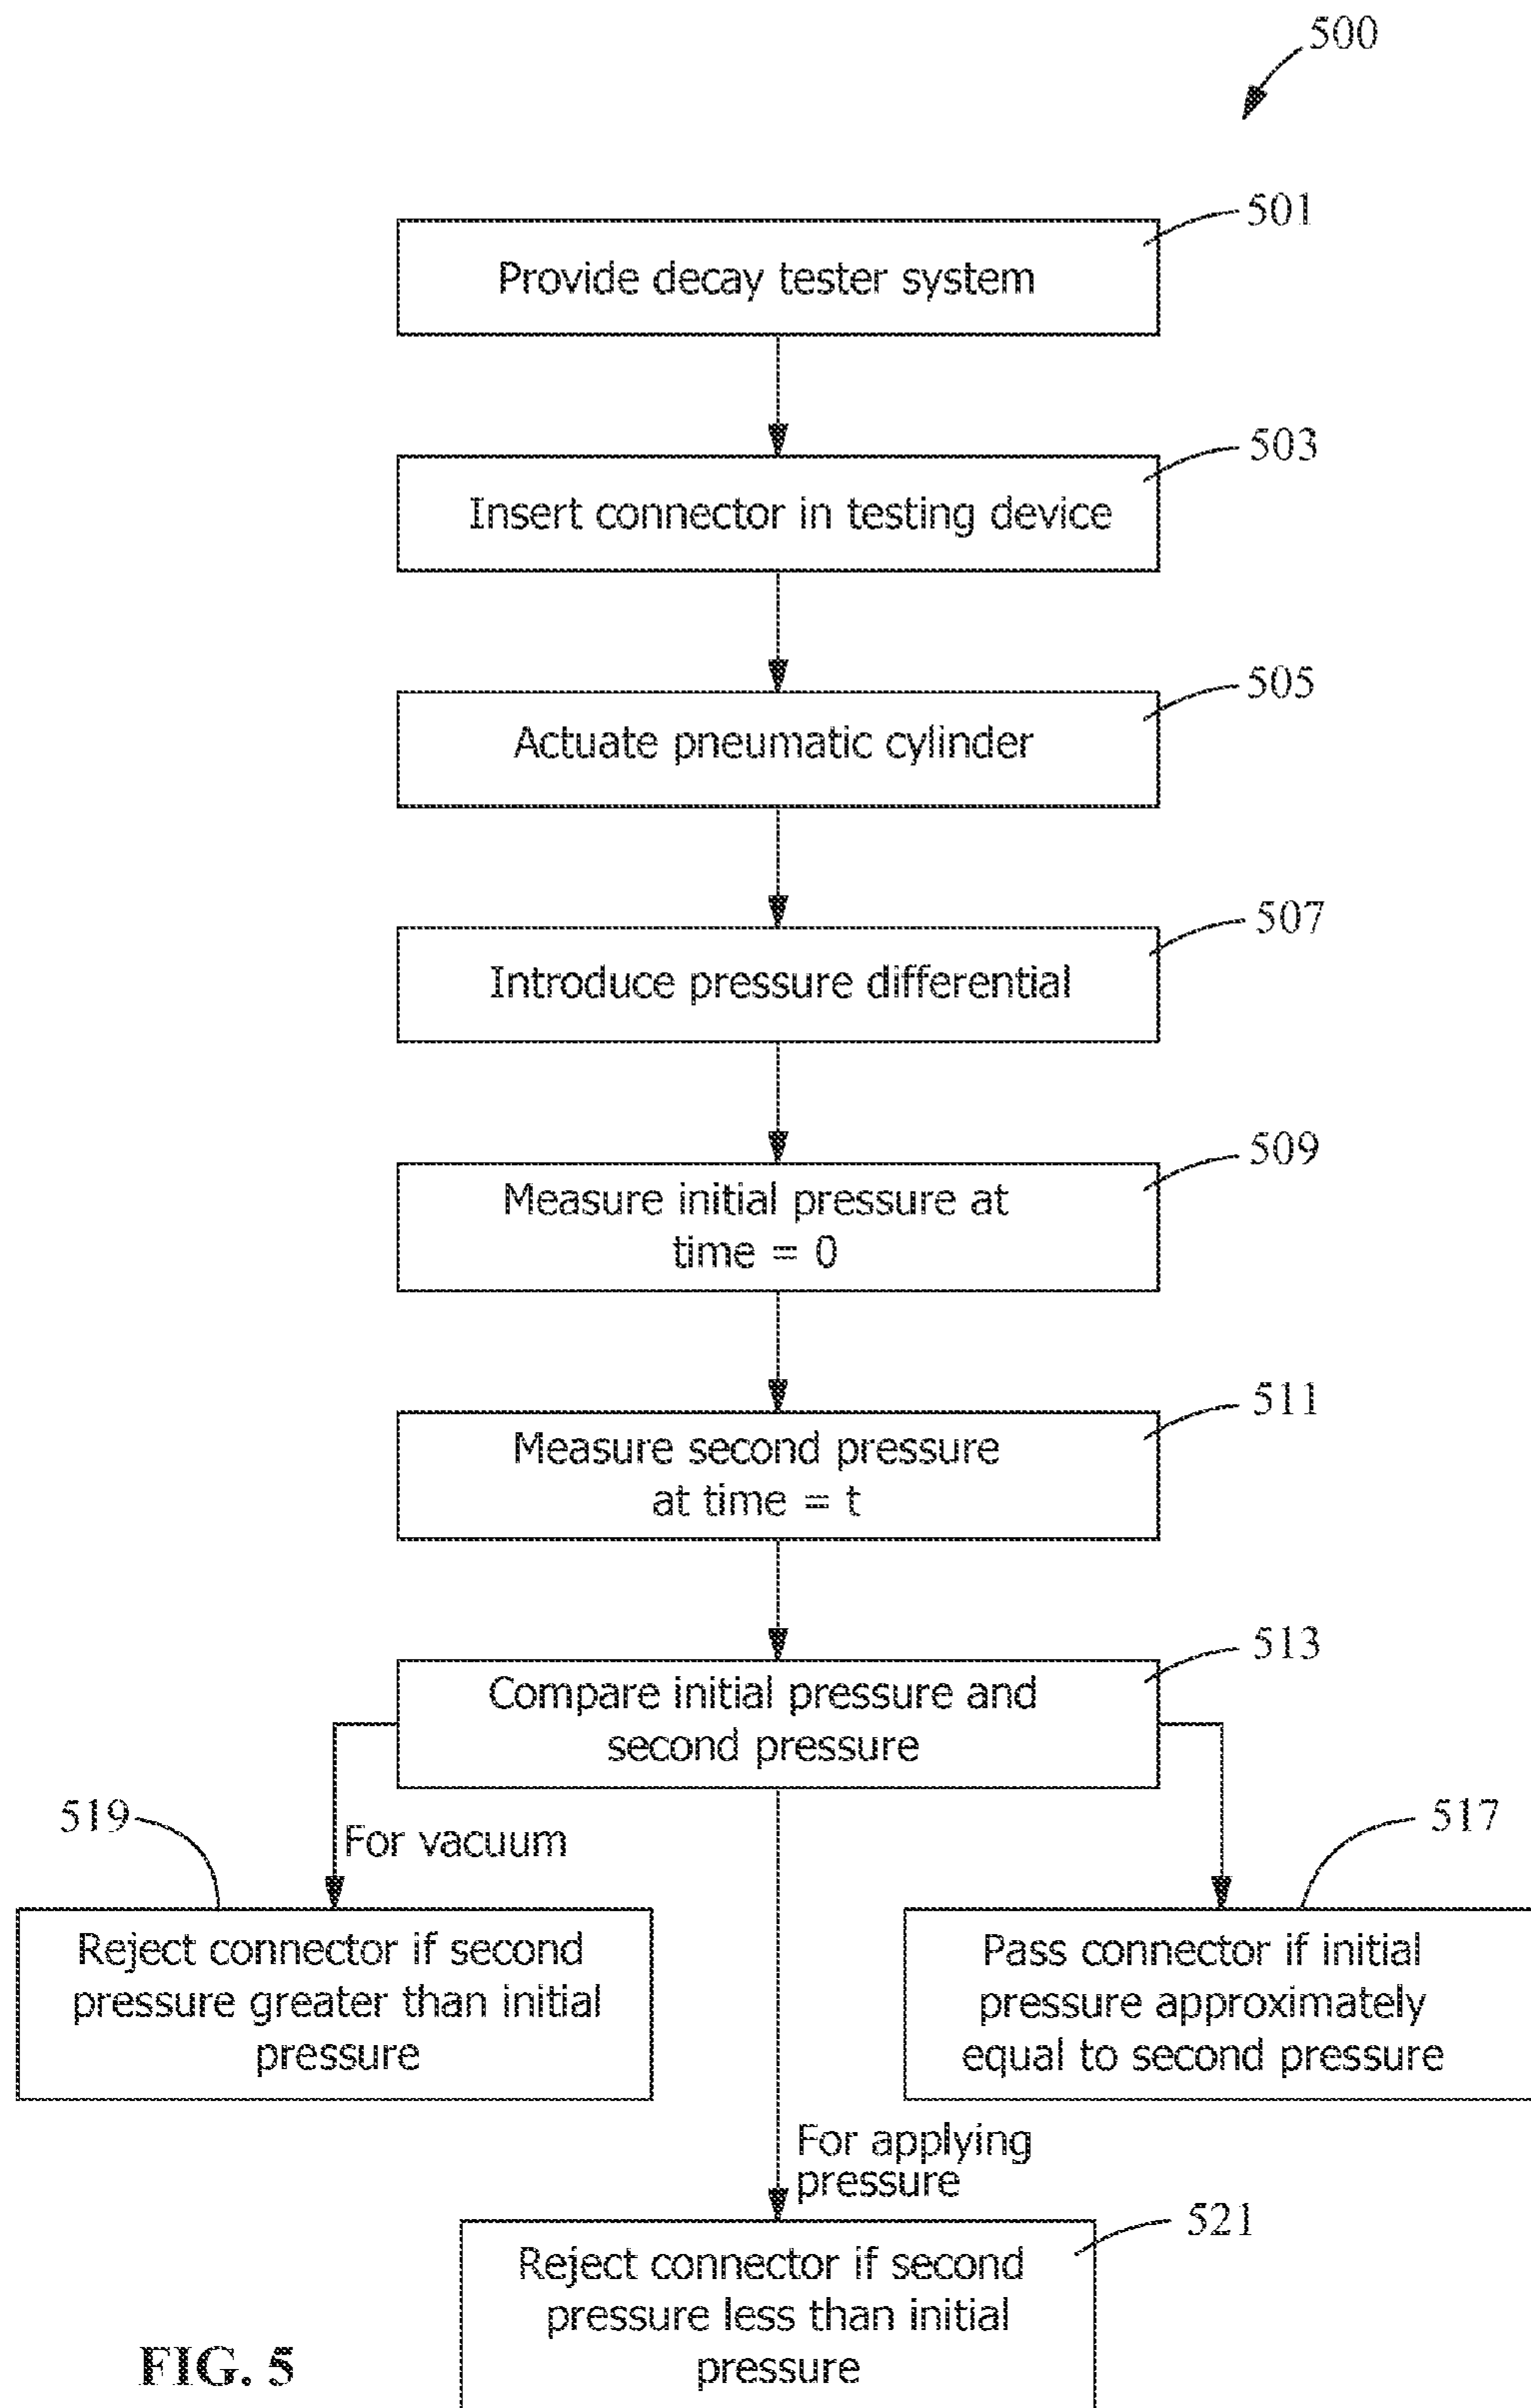 500
501
Provide decay tester system
503
Insert connector in testing device
505
Actuate pneumatic cylinder
507
Introduce pressure differential
509
Measure initial pressure at
time = 0
511
Measure second pressure
at time = t
513
Compare initial pressure and
second pressure
519
For vacuum
517
Reject connector if second
pressure greater than initial
pressure
Pass connector if initial
pressure approximately
equal to second pressure
For applying
pressure
521
Reject connector if second
pressure less than initial
pressure
FIG. 5